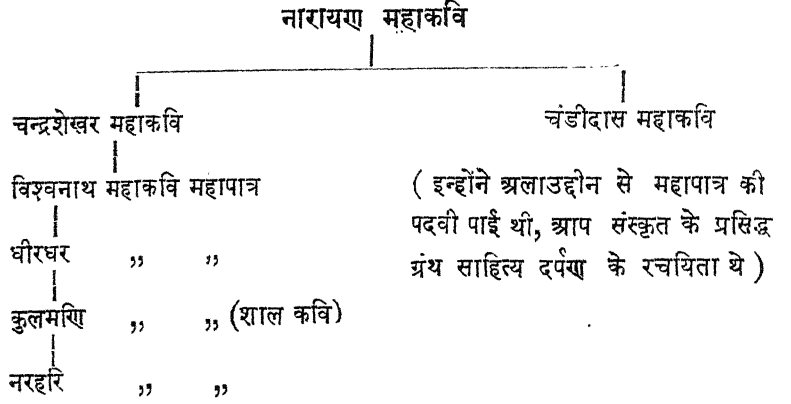 नारायण महाकवि
चन्द्रशेखर महाकवि चंडीदास महाकवि
विश्वनाथ महाकवि महापात्र ( इन्होंने अलाउद्दीन से महापात्र की
पदवी पाई थी, आप संस्कृत के प्रसिद्ध
धीरधर ,, ,, ग्रंथ साहित्य दर्पण के रचयिता थे )
कुलमणि ,, ,, (शाल कवि)
नरहरि ,, ,,